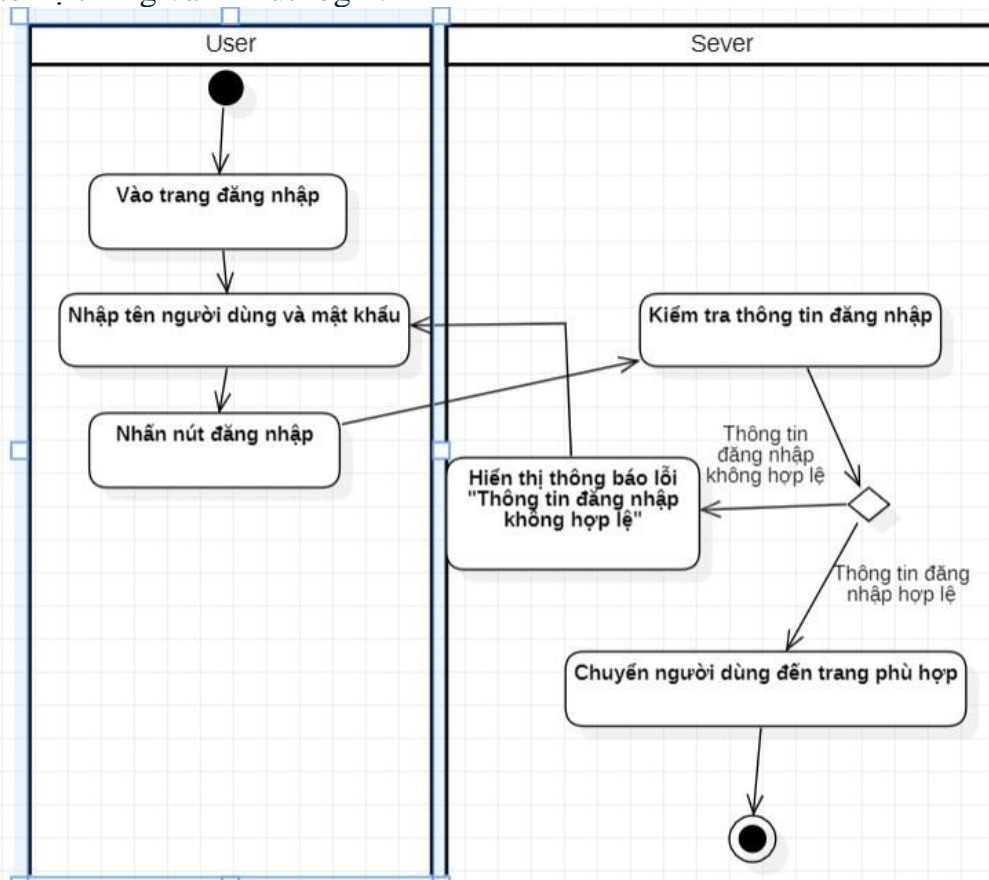 User
Sever
Vào trang đăng nhập
Nhập tên người dùng và mật khẩu
Nhấn nút đăng nhập
Kiểm tra thông tin đăng nhập
Thông tin
đăng nhập
không hợp lệ
Hiển thị thông báo lỗi
"Thông tin đăng nhập
không hợp lệ"
Thông tin đăng
nhập hợp lệ
Chuyển người dùng đến trang phù hợp